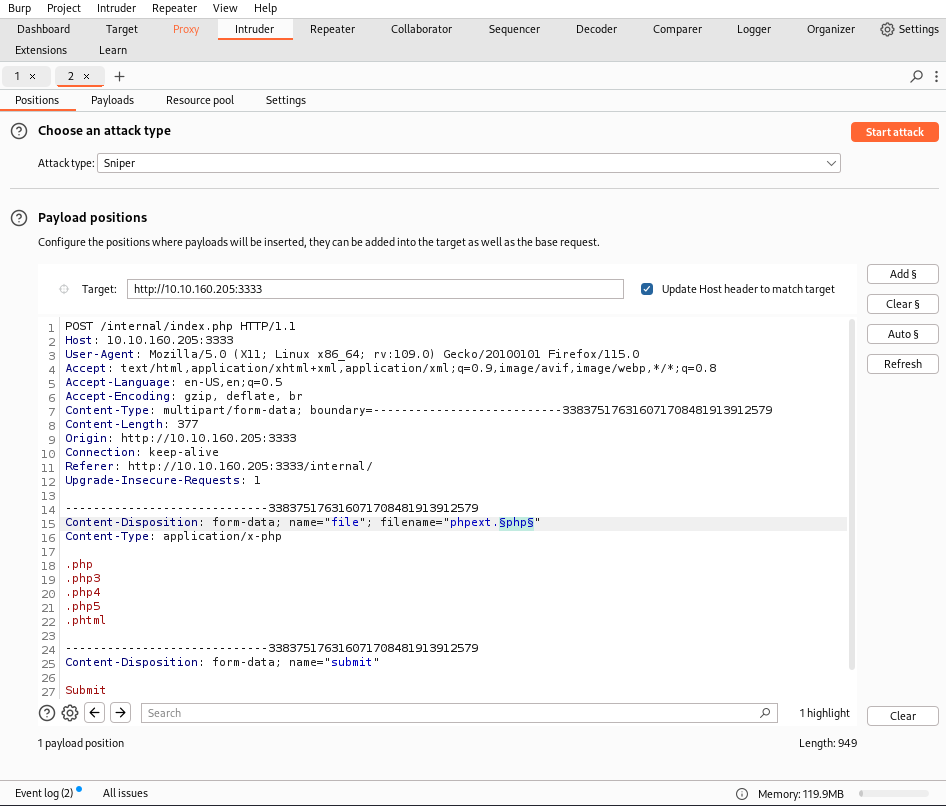 Burp Project Intruder Repeater View Help
Dashboard Target Proxy Intruder Repeater Collaborator Sequencer Decoder Comparer Logger Organizer Settings
Extensions Learn
1 × 2 × +
Positions Payloads Resource pool Settings
? Choose an attack type
Start attack
Attack type: Sniper
? Payload positions
Configure the positions where payloads will be inserted, they can be added into the target as well as the base request.
Add §
Target: http://10.10.160.205:3333 Update Host header to match target
Clear §
Auto §
Refresh
1 POST /internal/index.php HTTP/1.1
2 Host: 10.10.160.205:3333
3 User-Agent: Mozilla/5.0 (X11; Linux x86_64; rv:109.0) Gecko/20100101 Firefox/115.0
4 Accept: text/html,application/xhtml+xml,application/xml;q=0.9,image/avif,image/webp,*/*;q=0.8
5 Accept-Language: en-US,en;q=0.5
6 Accept-Encoding: gzip, deflate, br
7 Content-Type: multipart/form-data; boundary=---------------------------338375176316071708481913912579
8 Content-Length: 377
9 Origin: http://10.10.160.205:3333
10 Connection: keep-alive
11 Referer: http://10.10.160.205:3333/internal/
12 Upgrade-Insecure-Requests: 1
13
14 -----------------------------338375176316071708481913912579
15 Content-Disposition: form-data; name="file"; filename="phpext.§php§"
16 Content-Type: application/x-php
17
18 .php
19 .php3
20 .php4
21 .php5
22 .phtml
23
24 -----------------------------338375176316071708481913912579
25 Content-Disposition: form-data; name="submit"
26
27 Submit
? Search 1 highlight Clear
1 payload position Length: 949
Event log (2) All issues Memory: 119.9MB